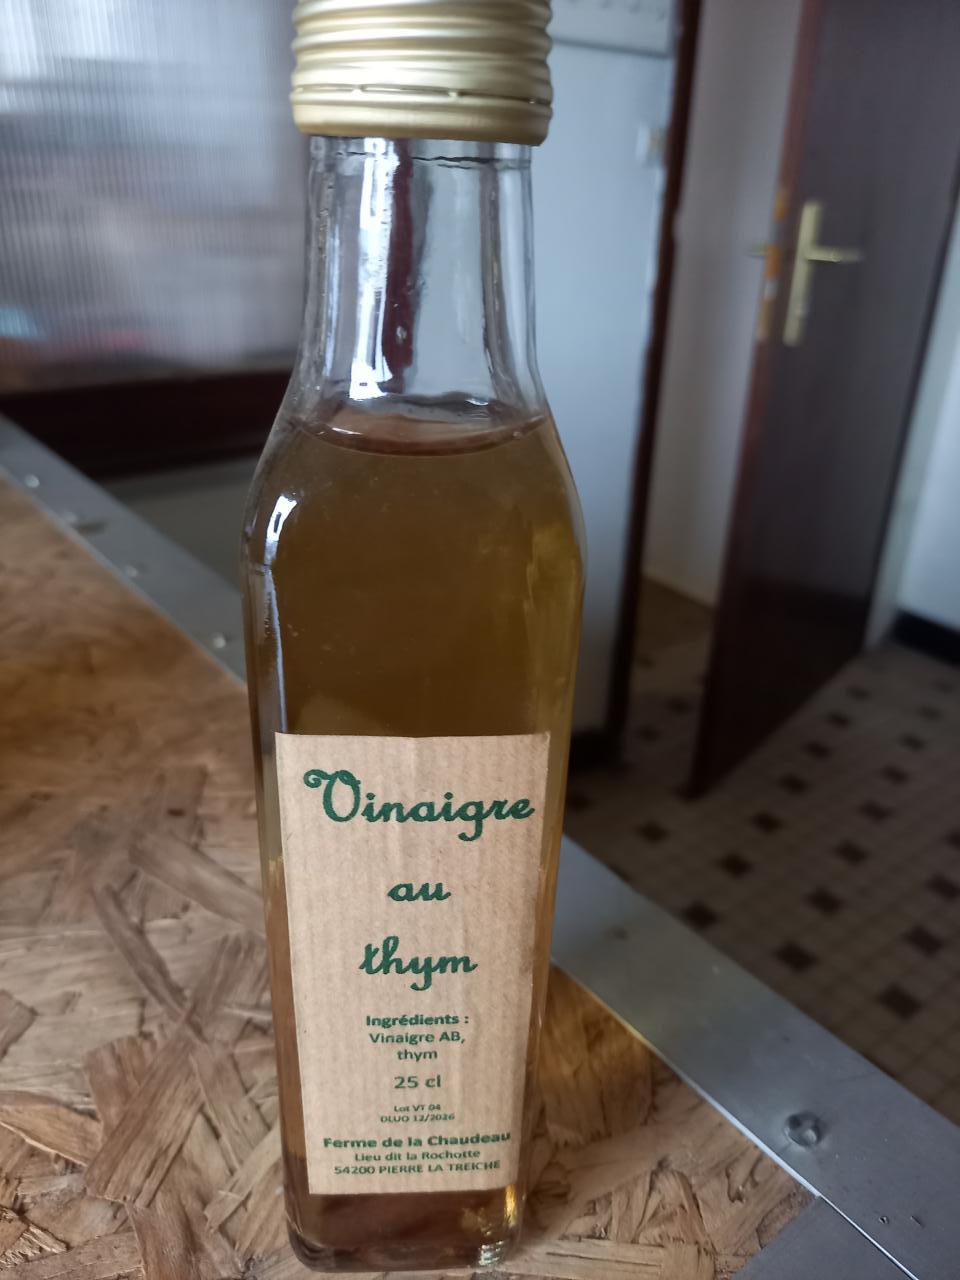 Vinaigre
au
thym
Ingrédients :
Vinaigre AB,
thym
25 cl
Lot VT 04
DLUO 12/2026
Ferme de la Chaudeau
Lieu dit la Rochotte
54200 PIERRE LA TREICHE